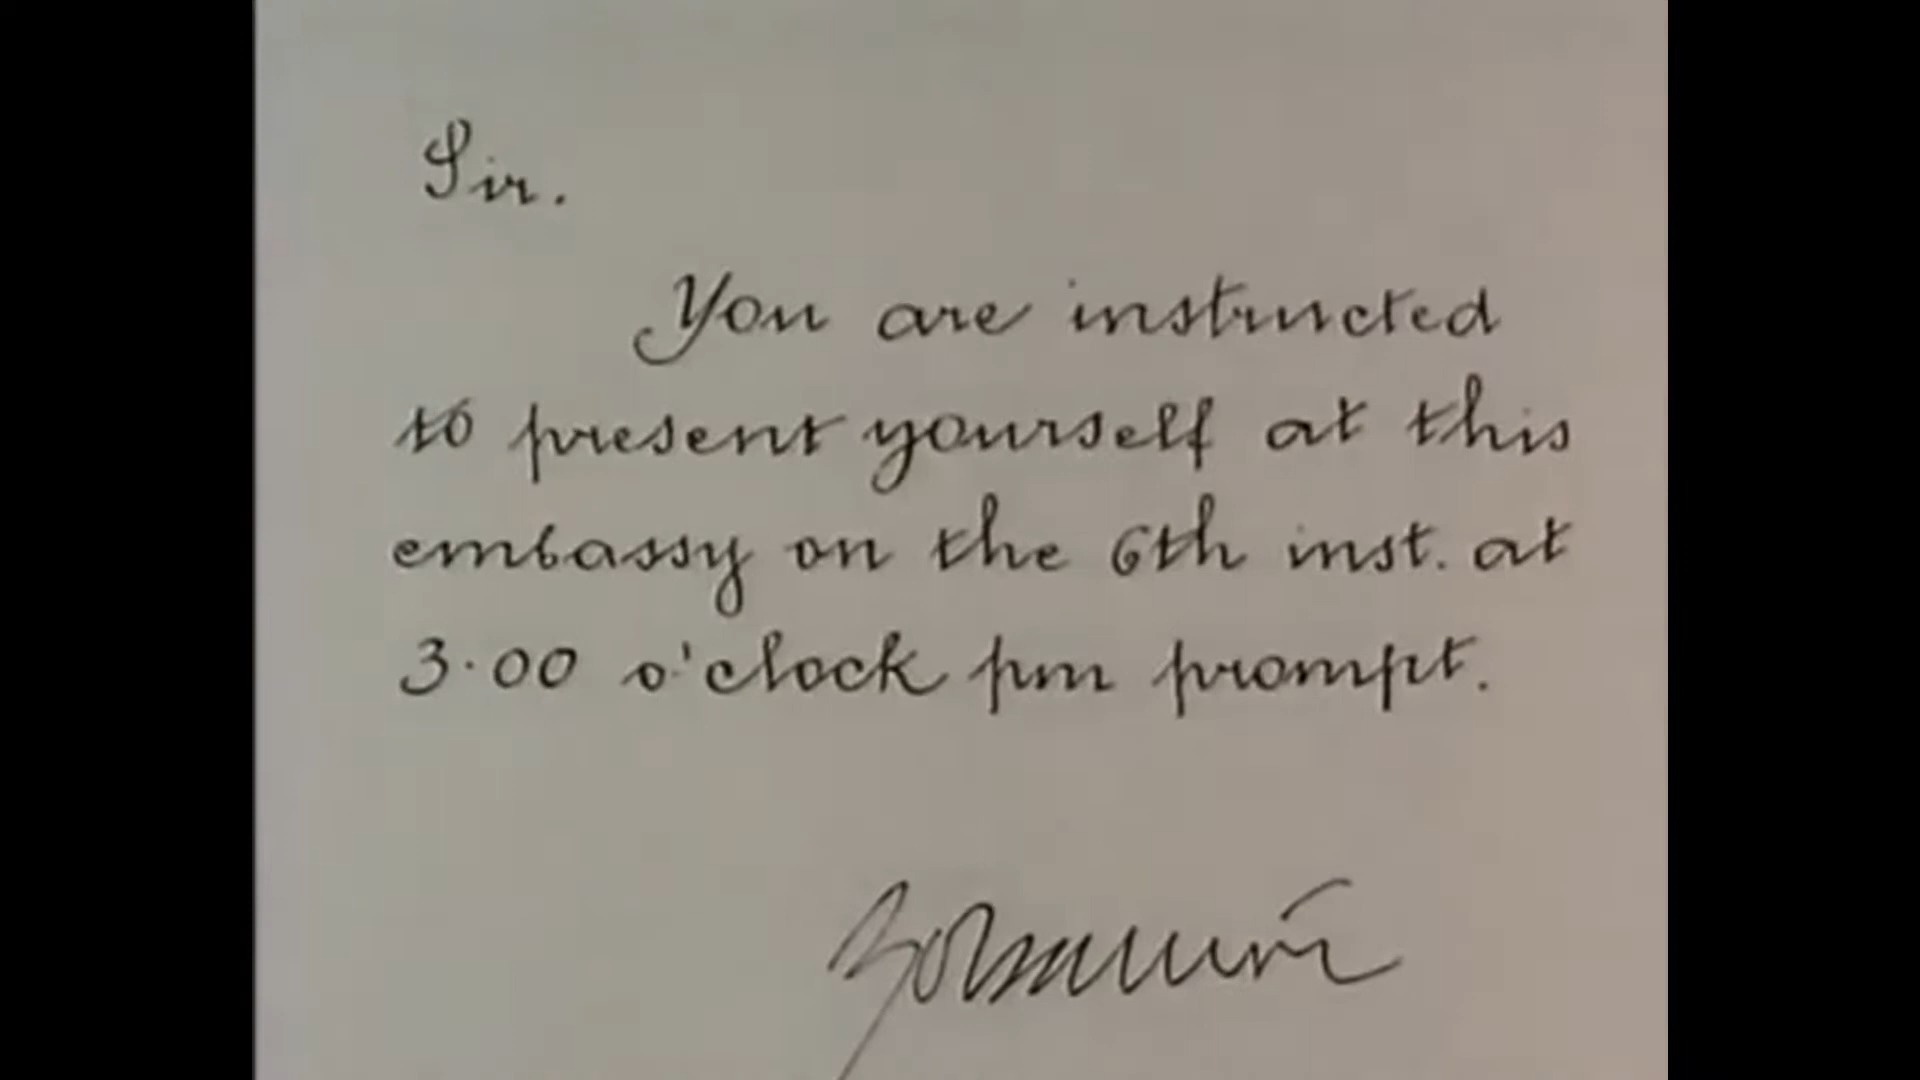 Sir.
You are instructed
to present yourself at this
embassy on the 6th inst. at
3·00 o'clock pm prompt.